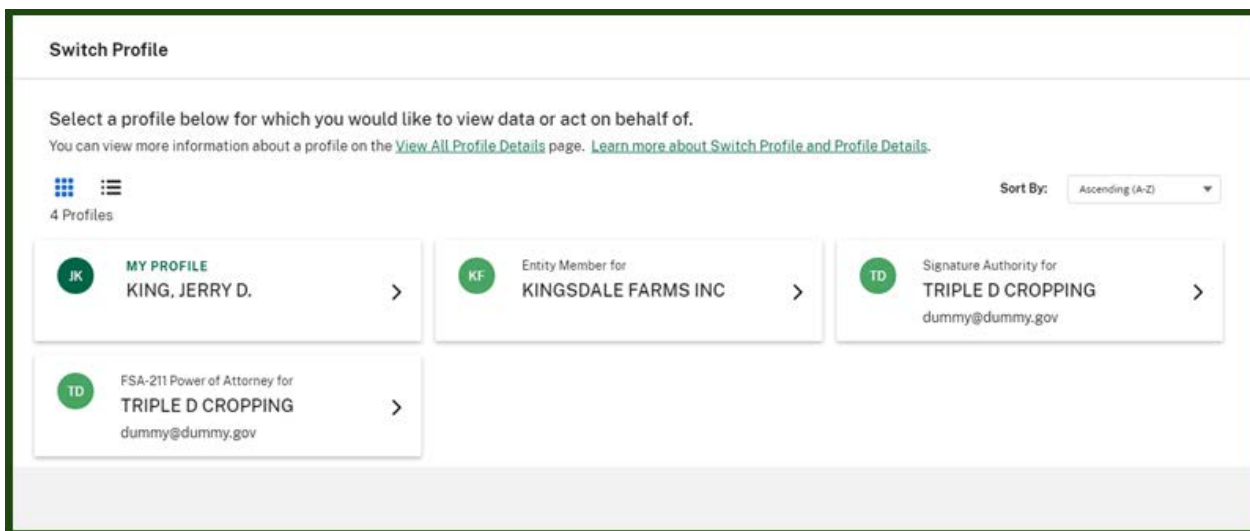 Switch Profile
Select a profile below for which you would like to view data or act on behalf of.
You can view more information about a profile on the View All Profile Details page. Learn more about Switch Profile and Profile Details.
Sort By: Ascending (A-Z)
4 Profiles
JK
MY PROFILE
KING, JERRY D.
KF
Entity Member for
KINGSDALE FARMS INC
TD
Signature Authority for
TRIPLE D CROPPING
dummy@dummy.gov
TD
FSA-211 Power of Attorney for
TRIPLE D CROPPING
dummy@dummy.gov